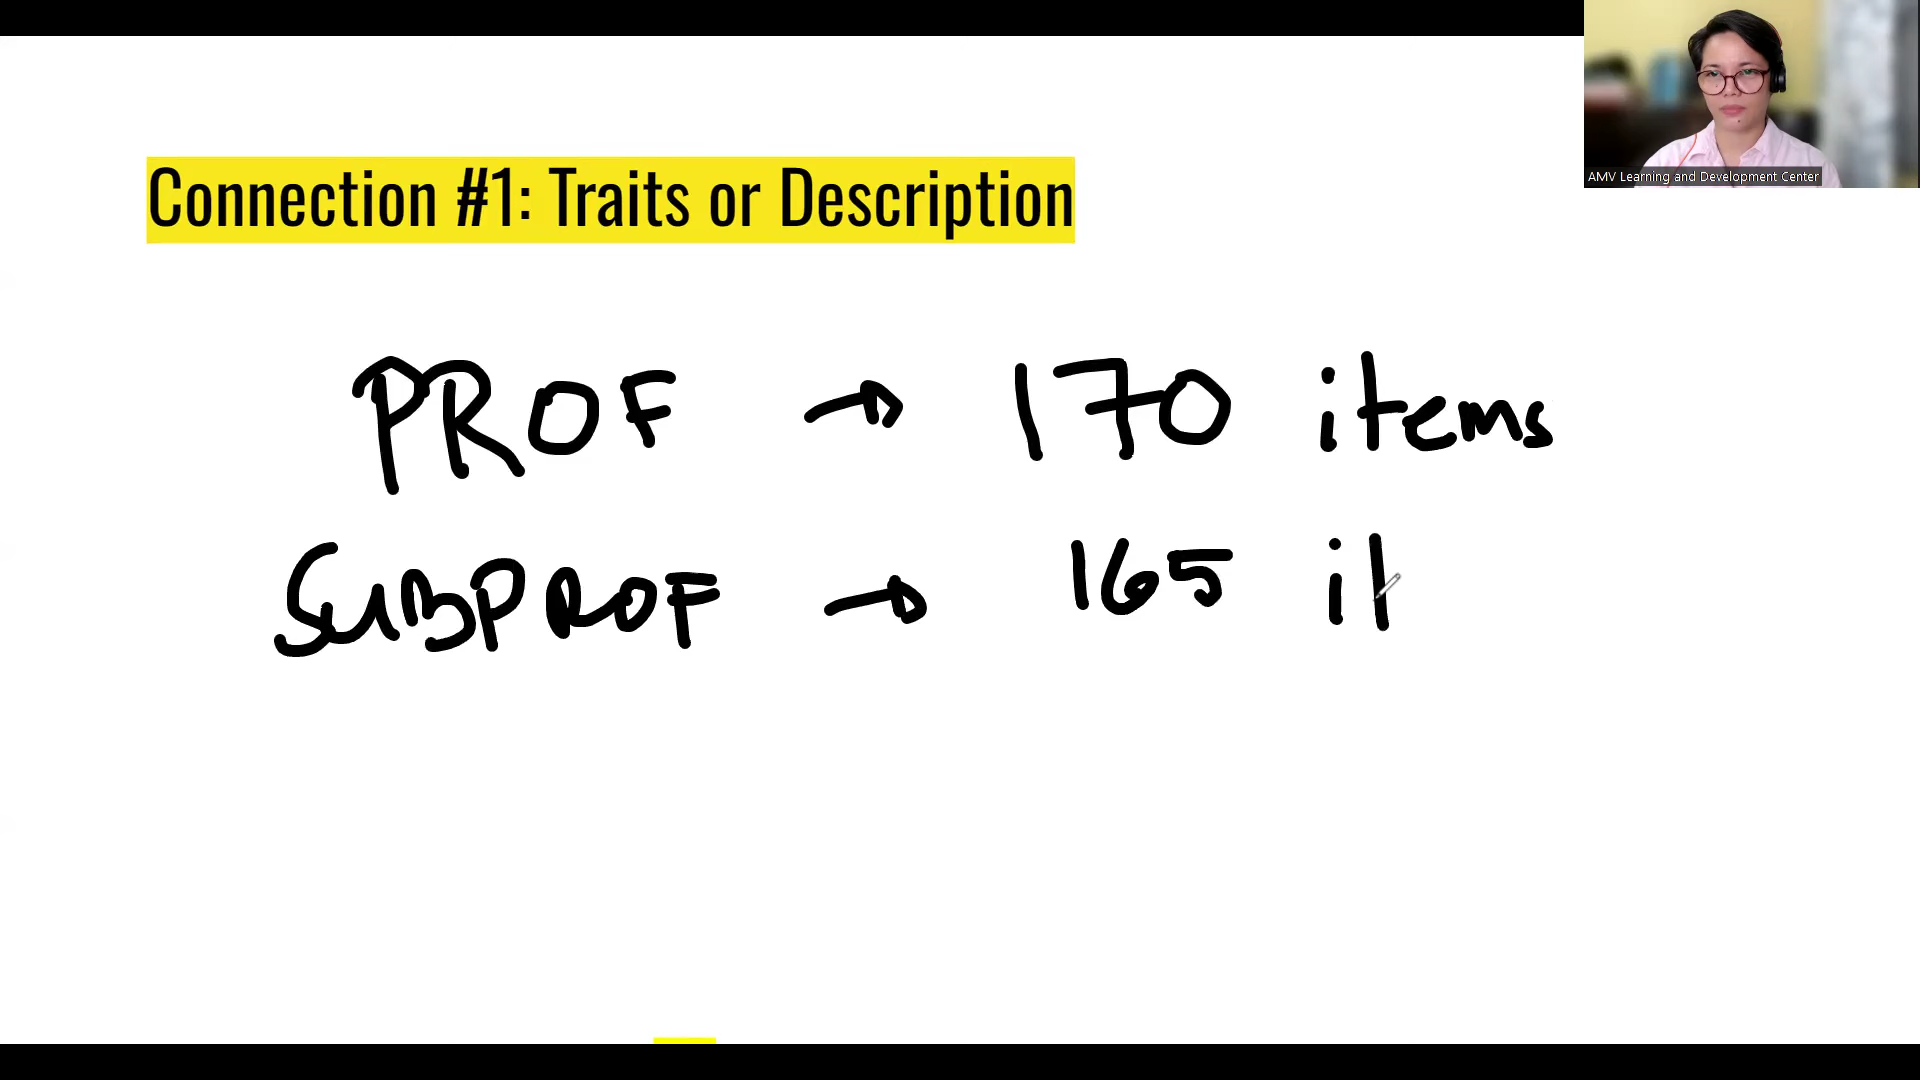 AMV Learning and Development Center
Connection #1: Traits or Description
PROF → 170 items
SUBPROF → 165 it